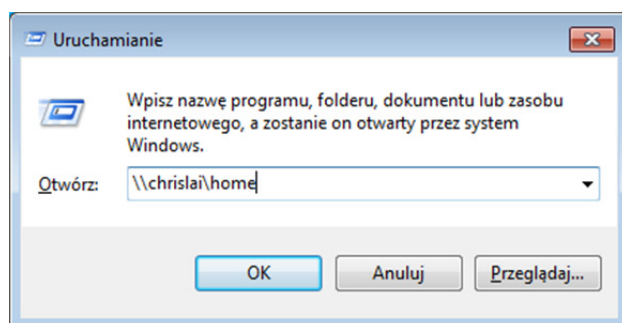 Uruchamianie
Wpisz nazwę programu, folderu, dokumentu lub zasobu
internetowego, a zostanie on otwarty przez system
Windows.
Otwórz: \\chrislai\home
OK Anuluj Przeglądaj...